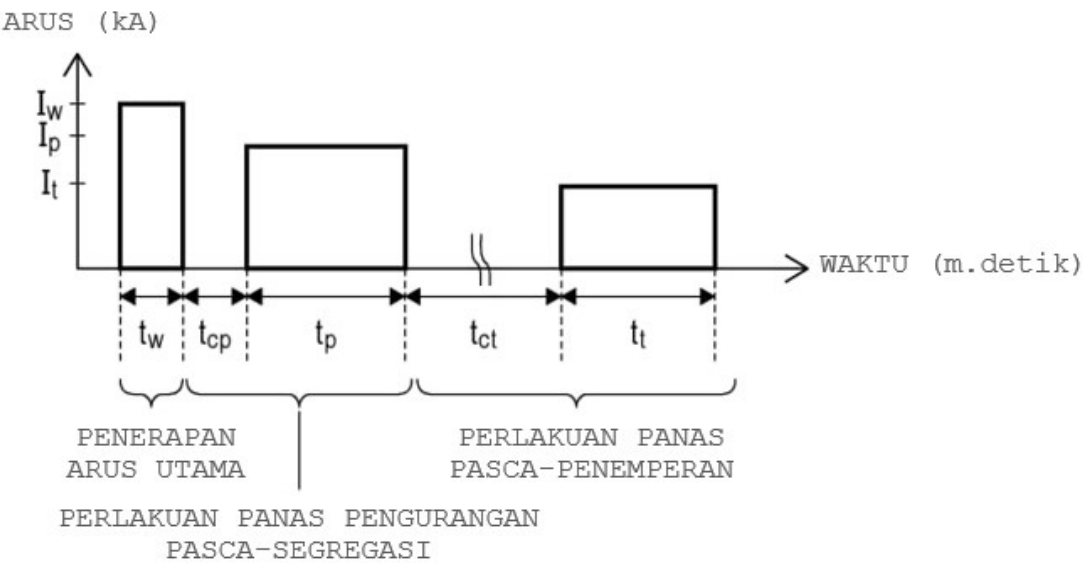 ARUS (kA)
Iw
Ip
It
WAKTU (m.detik)
tw tcp tp tct tt
PENERAPAN
ARUS UTAMA
PERLAKUAN PANAS PENGURANGAN
PASCA-SEGREGASI
PERLAKUAN PANAS
PASCA-PENEMPERAN